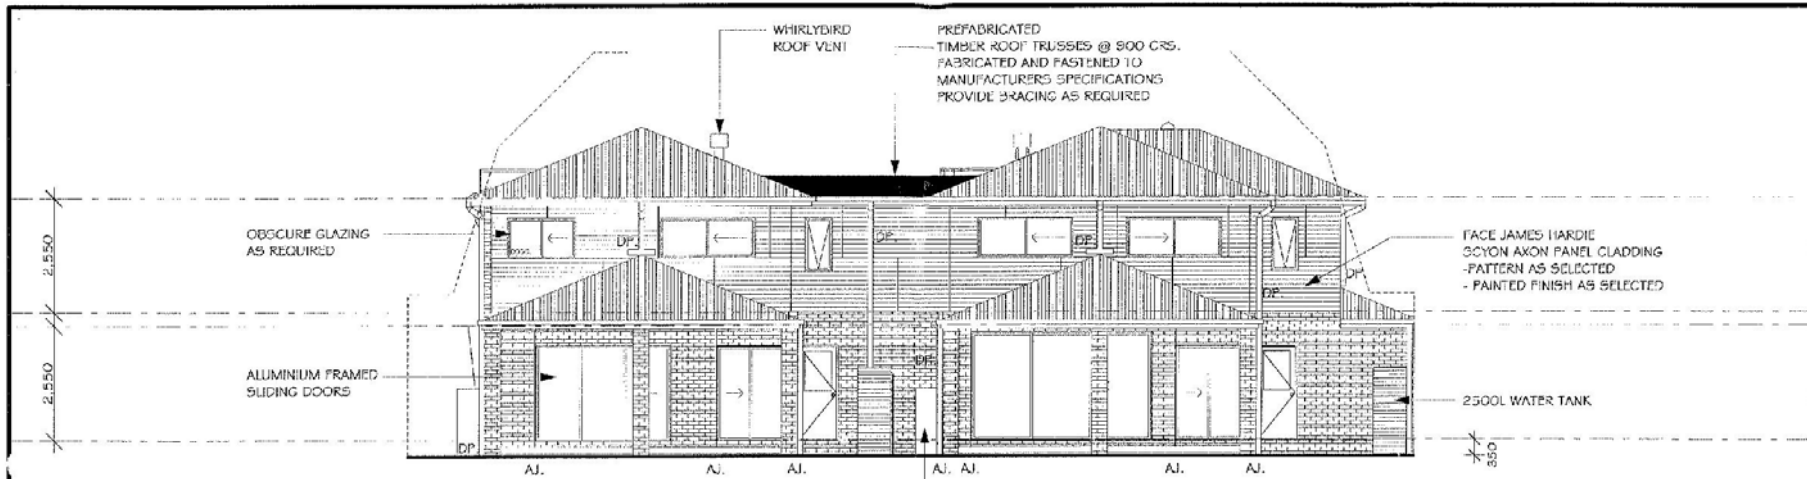 WHIRLYBIRD
ROOF VENT
PREFABRICATED
TIMBER ROOF TRUSSES @ 900 CRS.
FABRICATED AND FASTENED TO
MANUFACTURERS SPECIFICATIONS
PROVIDE BRACING AS REQUIRED
OBSCURE GLAZING
AS REQUIRED
2,550
DP.
DP.
DP.
DP.
DP.
FACE JAMES HARDIE
SCYON AXON PANEL CLADDING
-PATTERN AS SELECTED
- PAINTED FINISH AS SELECTED
ALUMINIUM FRAMED
SLIDING DOORS
2,550
DP.
DP
2500L WATER TANK
350
AJ.
AJ.
AJ.
AJ.
AJ.
AJ.
AJ.